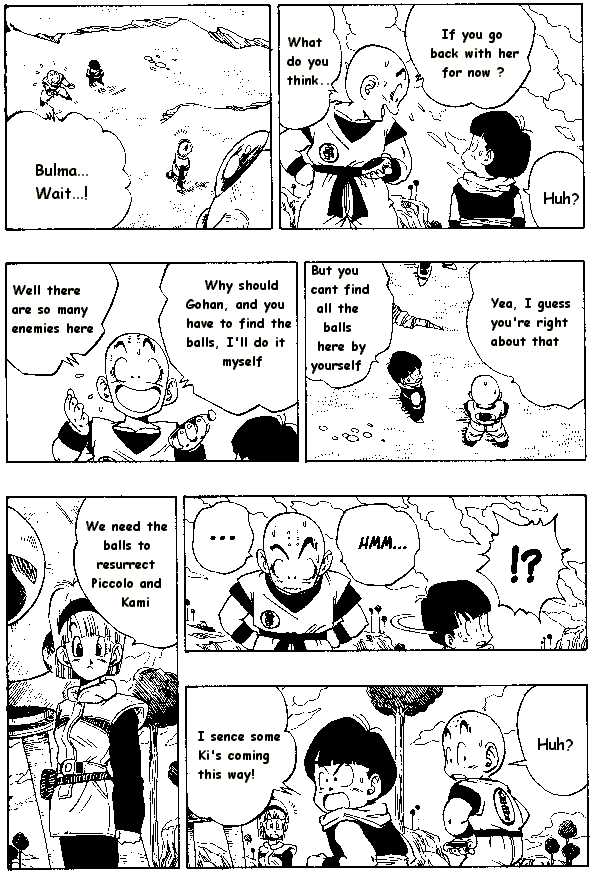 Bulma...
Wait...!
What
do you
think..
If you go
back with her
for now ?
Huh?
Well there
are so many
enemies here
Why should
Gohan, and you
have to find the
balls, I'll do it
myself
But you
cant find
all the
balls
here by
yourself
Yea, I guess
you're right
about that
We need the
balls to
resurrect
Piccolo and
Kami
...
HMM...
!?
I sence some
Ki's coming
this way!
Huh?